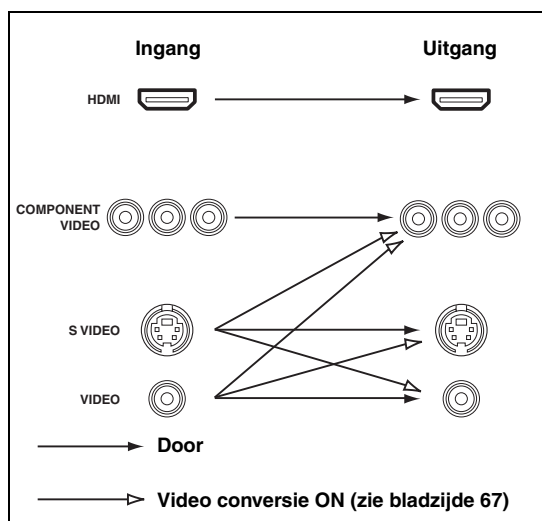 Ingang Uitgang
HDMI
COMPONENT
VIDEO
S VIDEO
VIDEO
Door
Video conversie ON (zie bladzijde 67)